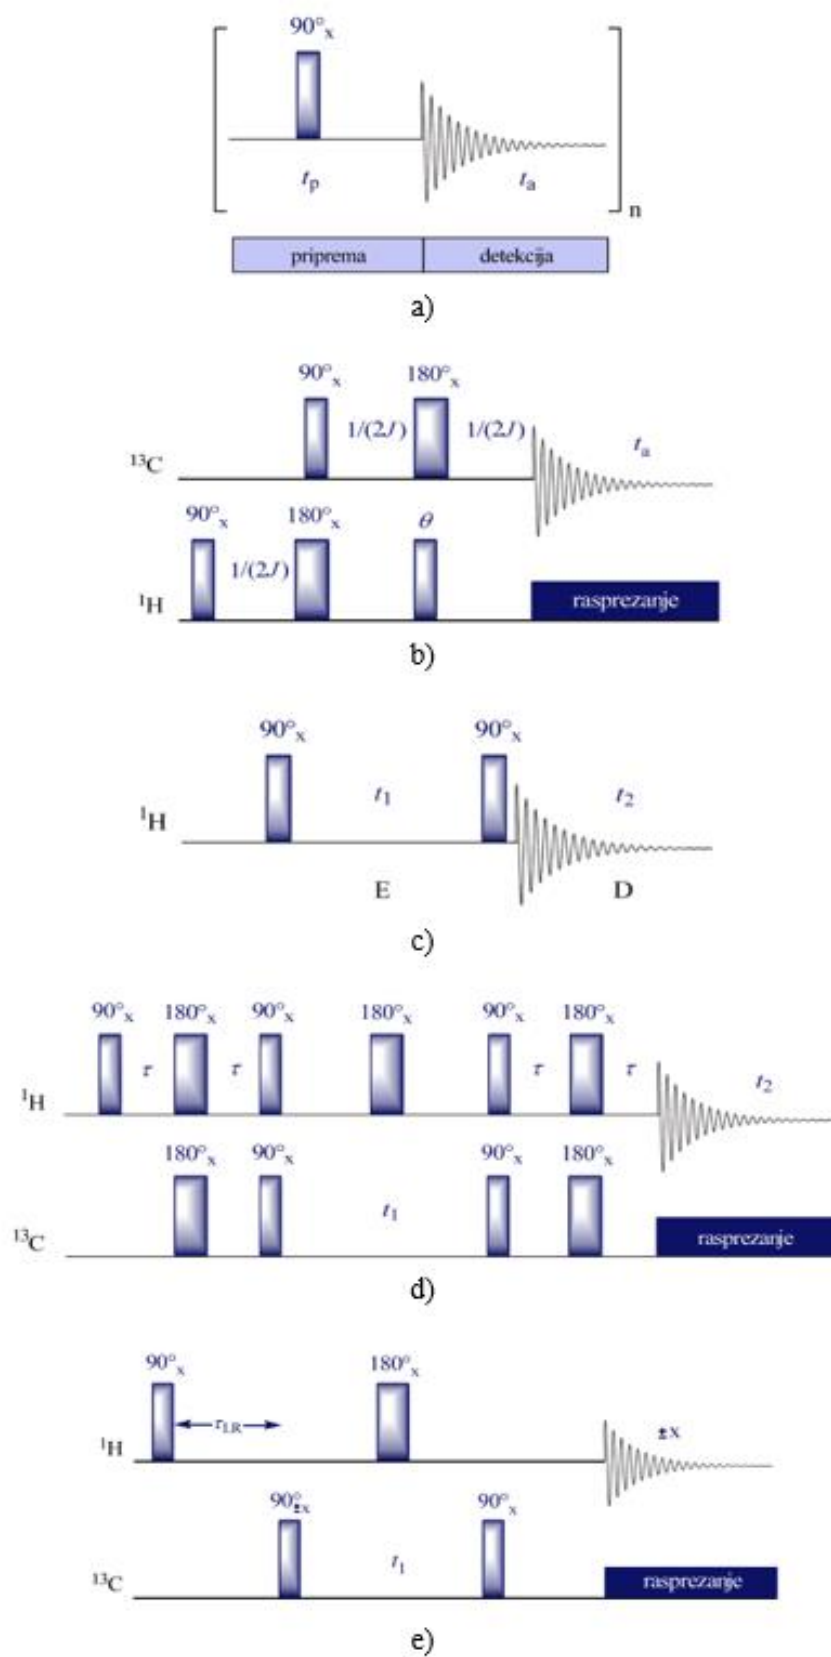 90°x
tp ta
n
priprema detekcija
a)
90°x 180°x
1/(2J) 1/(2J) ta
13C
90°x 180°x θ
1/(2J)
1H rasprezanje
b)
90°x 90°x
t1 t2
1H
E D
c)
90°x 180°x 90°x 180°x 90°x 180°x
τ τ τ τ t2
1H
180°x 90°x 90°x 180°x
t1
13C rasprezanje
d)
90°x 180°x
τLR ±x
1H
90°±x 90°x
t1
13C rasprezanje
e)